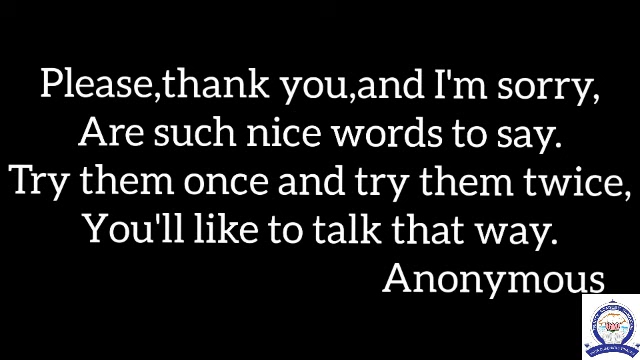 Please,thank you,and I'm sorry,
Are such nice words to say.
Try them once and try them twice,
You'll like to talk that way.
Anonymous